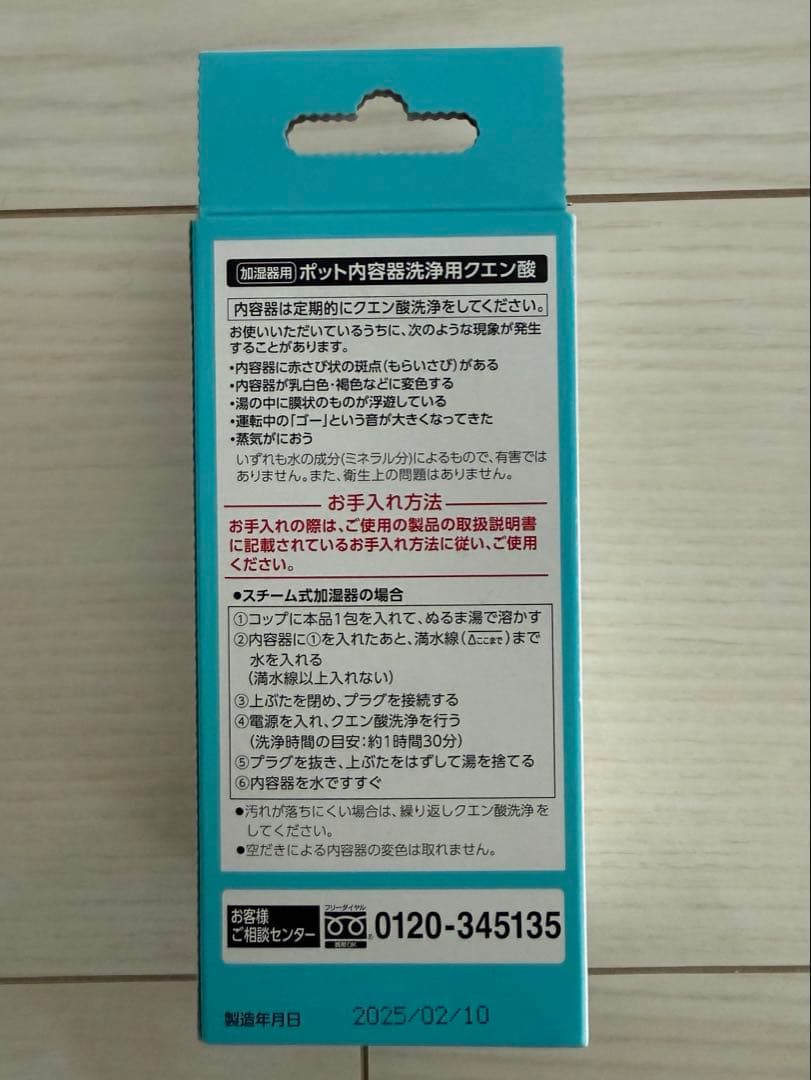 加湿器用 ポット内容器洗浄用クエン酸
内容器は定期的にクエン酸洗浄をしてください。
お使いいただいているうちに、次のような現象が発生
することがあります。
•内容器に赤さび状の斑点(もらいさび)がある
•内容器が乳白色・褐色などに変色する
•湯の中に膜状のものが浮遊している
•運転中の「ゴー」という音が大きくなってきた
•蒸気がにおう
いずれも水の成分(ミネラル分)によるもので、有害では
ありません。また、衛生上の問題はありません。
お手入れ方法
お手入れの際は、ご使用の製品の取扱説明書
に記載されているお手入れ方法に従い、ご使用
ください。
●スチーム式加湿器の場合
①コップに本品1包を入れて、ぬるま湯で溶かす
②内容器に①を入れたあと、満水線(△ここまで)まで
水を入れる
(満水線以上入れない)
③上ぶたを閉め、プラグを接続する
④電源を入れ、クエン酸洗浄を行う
(洗浄時間の目安:約1時間30分)
⑤プラグを抜き、上ぶたをはずして湯を捨てる
⑥内容器を水ですすぐ
●汚れが落ちにくい場合は、繰り返しクエン酸洗浄を
してください。
●空だきによる内容器の変色は取れません。
お客様
ご相談センター
フリーダイヤル
携帯OK
0120-345135
製造年月日 2025/02/10